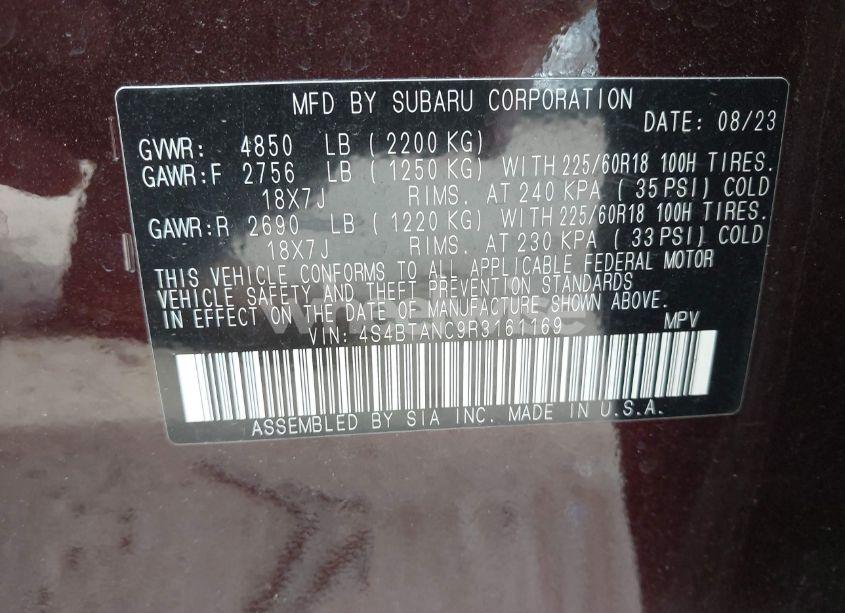 MFD BY SUBARU CORPORATION
DATE: 08/23
GVWR: 4850 LB ( 2200 KG)
GAWR:F 2756 LB ( 1250 KG) WITH 225/60R18 100H TIRES.
18X7J RIMS. AT 240 KPA ( 35 PSI) COLD
GAWR:R 2690 LB ( 1220 KG) WITH 225/60R18 100H TIRES.
18X7J RIMS. AT 230 KPA ( 33 PSI) COLD
THIS VEHICLE CONFORMS TO ALL APPLICABLE FEDERAL MOTOR
VEHICLE SAFETY AND THEFT PREVENTION STANDARDS
IN EFFECT ON THE DATE OF MANUFACTURE SHOWN ABOVE.
VIN: 4S4BTANC9R3161169 MPV
ASSEMBLED BY SIA INC. MADE IN U.S.A.